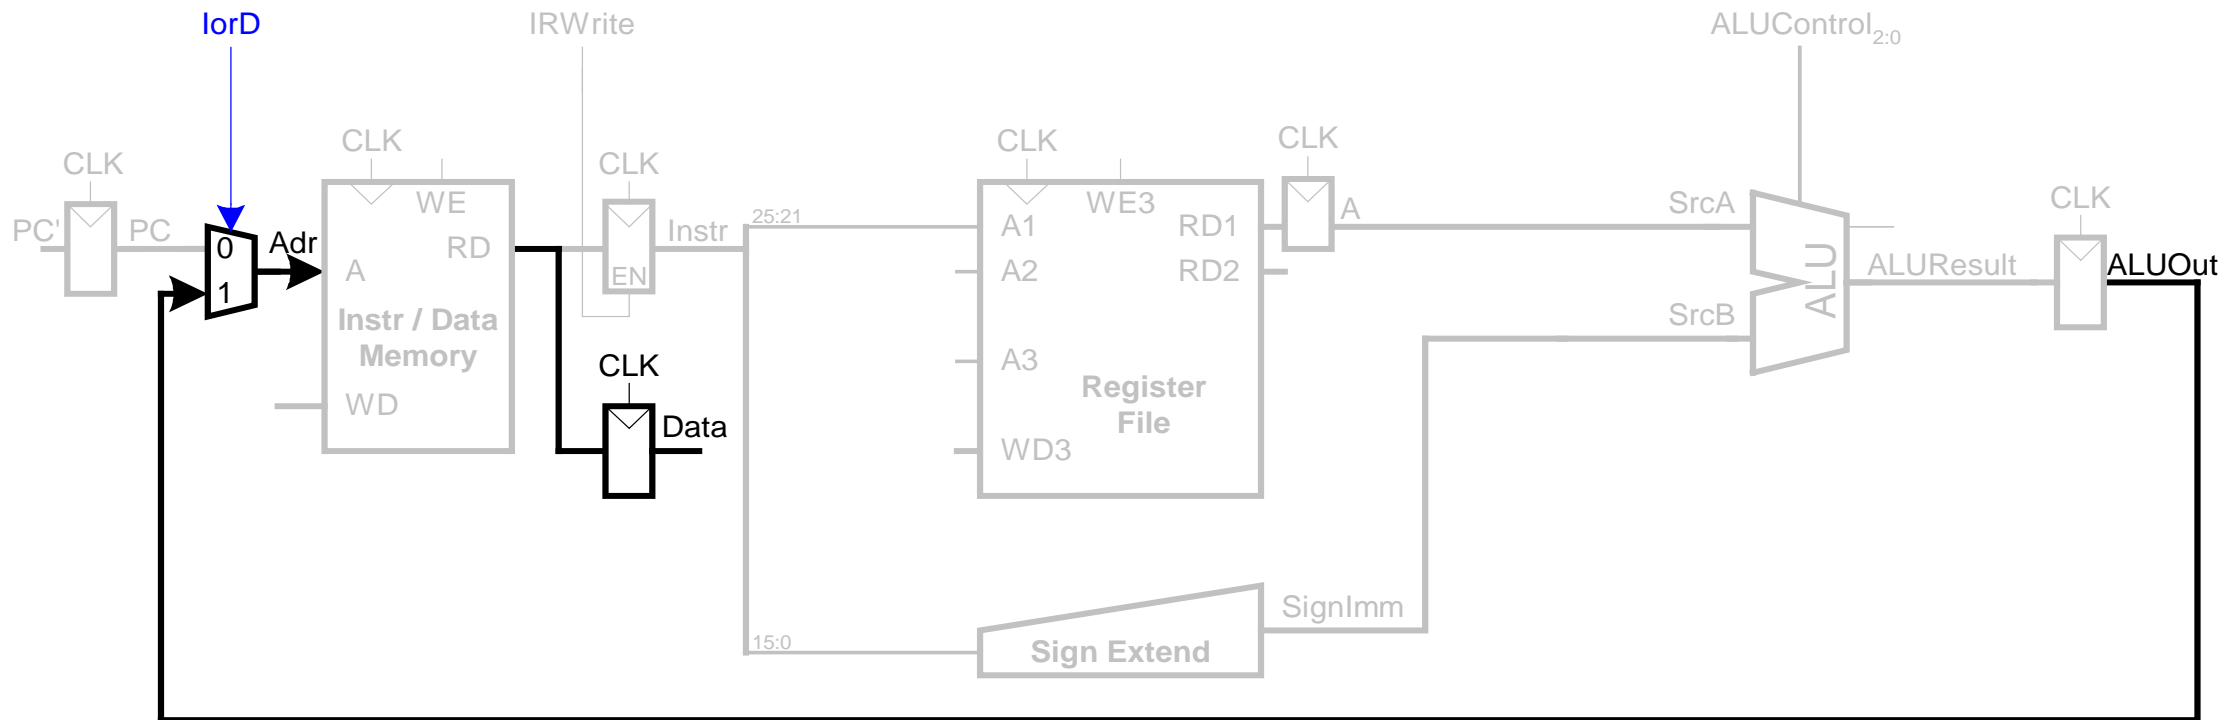 IorD
IRWrite
ALUControl2:0
CLK
CLK
CLK
CLK
CLK
CLK
PC'
PC
0
1
Adr
WE
RD
A
Instr / Data
Memory
WD
EN
Instr
CLK
Data
25:21
15:0
A1
WE3
RD1
A2
RD2
A3
Register
File
WD3
A
SrcA
SrcB
ALU
ALUResult
ALUOut
SignImm
Sign Extend